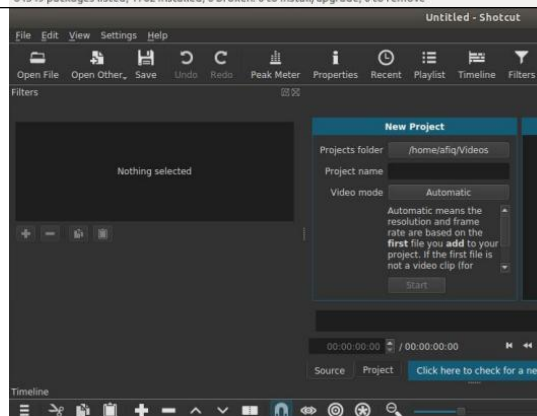 Untitled - Shotcut
File Edit View Settings Help
Open File Open Other Save Undo Redo Peak Meter Properties Recent Playlist Timeline Filters
Filters
Nothing selected
New Project
Projects folder /home/afiq/Videos
Project name
Video mode Automatic
Automatic means the
resolution and frame
rate are based on the
first file you add to your
project. If the first file is
not a video clip (for
Start
00:00:00:00 / 00:00:00:00
Source Project Click here to check for a ne
Timeline